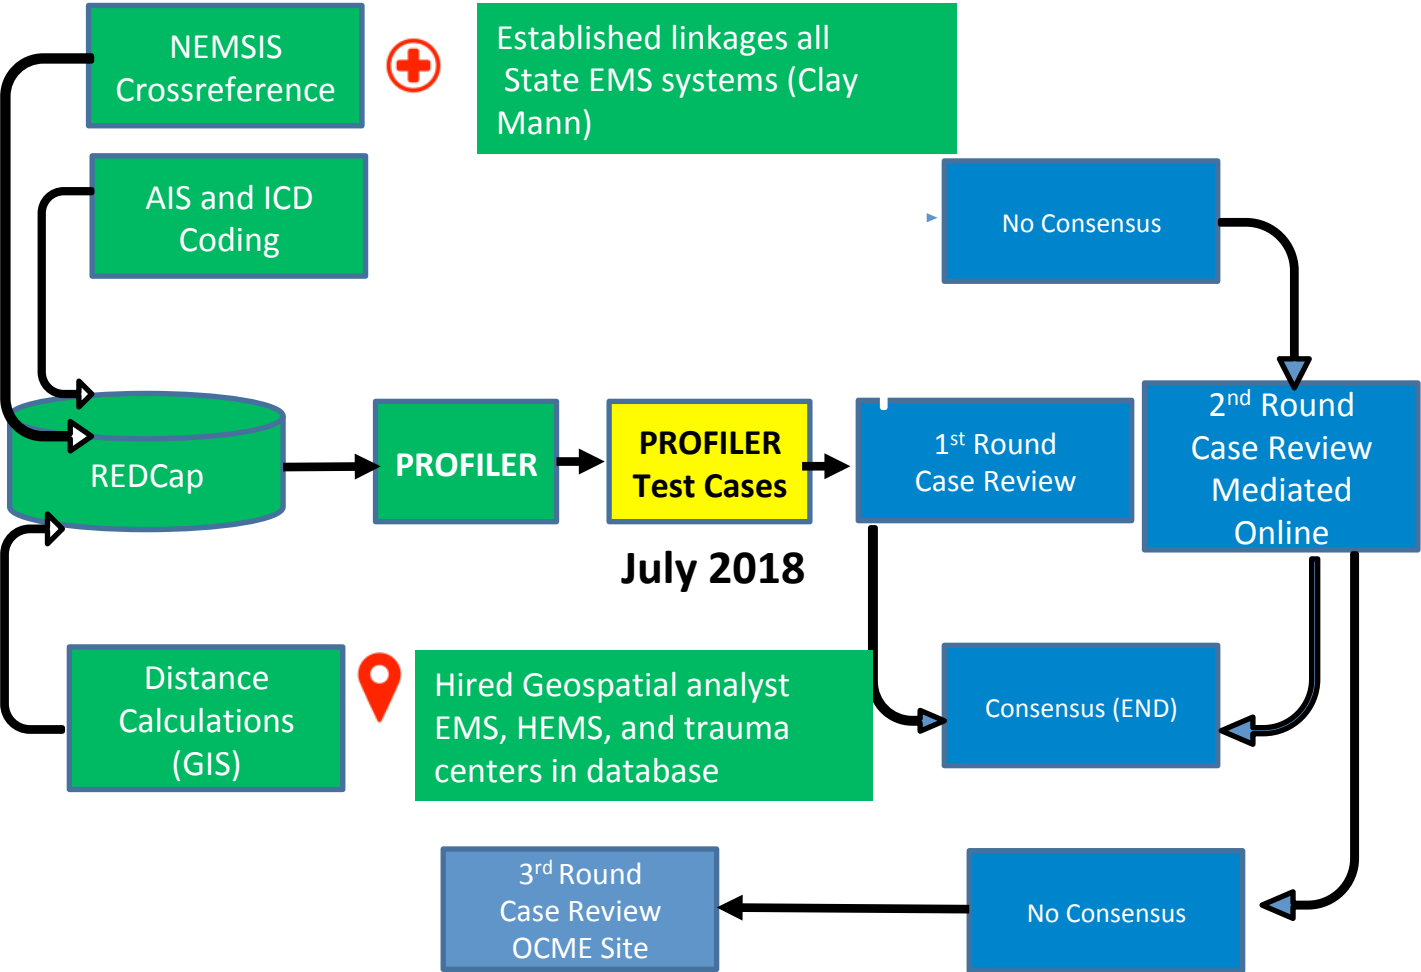 NEMSIS
Crossreference
Established linkages all
State EMS systems (Clay
Mann)
AIS and ICD
Coding
No Consensus
REDCap
PROFILER
PROFILER
Test Cases
July 2018
1st Round
Case Review
2nd Round
Case Review
Mediated
Online
Distance
Calculations
(GIS)
Hired Geospatial analyst
EMS, HEMS, and trauma
centers in database
Consensus (END)
3rd Round
Case Review
OCME Site
No Consensus